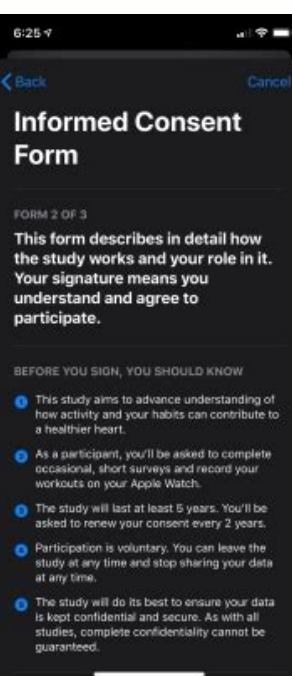 6:25
Back Cancel
Informed Consent
Form
FORM 2 OF 3
This form describes in detail how
the study works and your role in it.
Your signature means you
understand and agree to
participate.
BEFORE YOU SIGN, YOU SHOULD KNOW
1 This study aims to advance understanding of
how activity and your habits can contribute to
a healthier heart.
2 As a participant, you'll be asked to complete
occasional, short surveys and record your
workouts on your Apple Watch.
3 The study will last at least 5 years. You'll be
asked to renew your consent every 2 years.
4 Participation is voluntary. You can leave the
study at any time and stop sharing your data
at any time.
5 The study will do its best to ensure your data
is kept confidential and secure. As with all
studies, complete confidentiality cannot be
guaranteed.